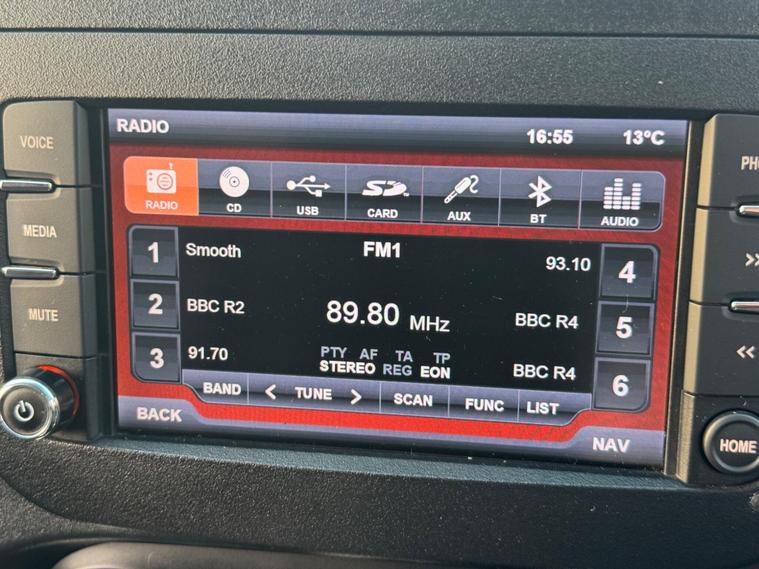 VOICE
MEDIA
MUTE
RADIO
16:55
13°C
RADIO
CD
USB
SD
CARD
AUX
BT
AUDIO
1 Smooth
FM1
93.10 4
2 BBC R2
89.80 MHz
BBC R4 5
3 91.70
PTY AF TA TP
STEREO REG EON
BBC R4 6
BAND < TUNE > SCAN FUNC LIST
BACK
NAV
>>
<<
HOME